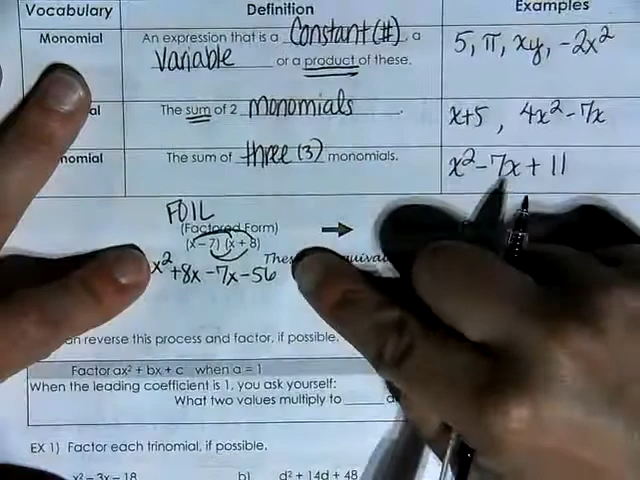 Vocabulary Definition Examples
Monomial An expression that is a Constant (#), a 5, π, xy, -2x²
variable or a product of these.
The sum of 2 monomials. x+5, 4x²-7x
The sum of three (3) monomials. x²-7x+11
FOIL
(Factored Form)
(x – 7) (x + 8)
x²+8x-7x-56
reverse this process and factor, if possible.
Factor ax² + bx + c when a = 1
When the leading coefficient is 1, you ask yourself:
What two values multiply to _____
EX 1) Factor each trinomial, if possible.
x² – 3x – 18 b) d² + 14d + 48